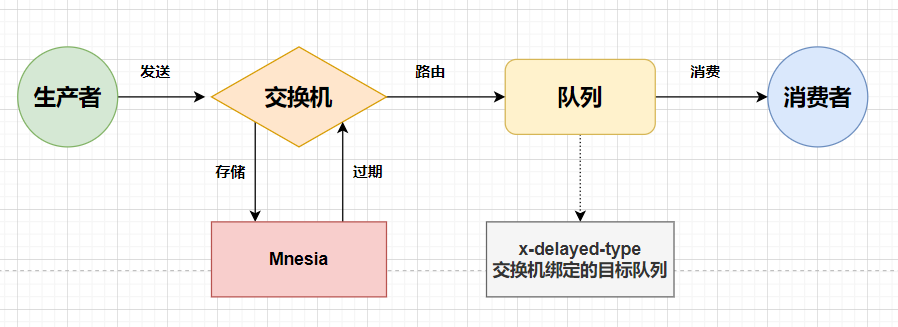 发送
路由
消费
生产者
交换机
队列
消费者
存储
过期
Mnesia
x-delayed-type
交换机绑定的目标队列